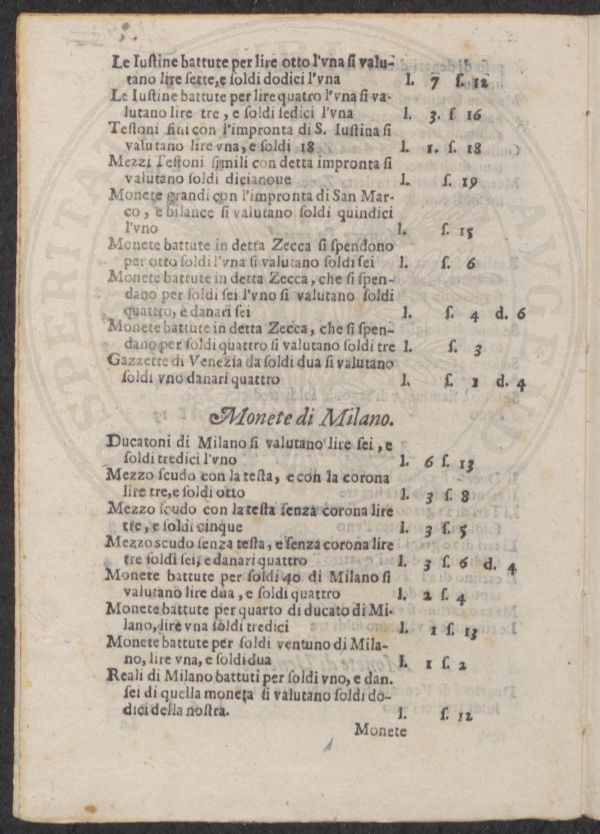 Le Iustine battute per lire otto l'vna si valu-
tano lire sette,e soldi dodici l'vna l. 7 s. 12
Le Iustine battute per lire quatro l'vna si va-
lutano lire tre , e soldi sedici l'vna l. 3. s 16
Testoni fini con l'impronta di S. Iustina si
valutano lire vna, e soldi 18 l. 1. s. 18
Mezzi Testoni simili con detta impronta si
valutano soldi dicianoue l. s. 19
Monete grandi con l'impronta di San Mar-
co , e bilance si valutano soldi quindici
l'vno l. s. 15
Monete battute in detta Zecca si spendono
per otto soldi l'vna si valutano soldi sei l. s. 6
Monete battute in detta Zecca, che si spen-
dano per soldi sei l'vno si valutano soldi
quattro, e danari sei l. s. 4 d. 6
Monete battute in detta Zecca, che si spen-
dano per soldi quattro si valutano soldi tre l. s. 3
Gazzette di Venezia da soldi dua si valutano
soldi vno danari quattro l. s. 1 d. 4
Monete di Milano.
Ducatoni di Milano si valutano lire sei , e
soldi tredici l'vno l. 6 s. 13
Mezzo scudo con la testa, e con la corona
lire tre,e soldi otto l. 3 s. 8
Mezzo scudo con la testa senza corona lire
tre, e soldi cinque l. 3 s. 5
Mezzo scudo senza testa, e senza corona lire
tre soldi sei, e danari quattro l. 3 s. 6 d. 4
Monete battute per soldi 40 di Milano si
valutano lire dua , e soldi quattro l. 2 s. 4
Monete battute per quarto di ducato di Mi-
lano, lire vna soldi tredici l. 1 s. 13
Monete battute per soldi ventuno di Mila-
no, lire vna, e soldi dua l. 1 s. 2
Reali di Milano battuti per soldi vno, e dan.
sei di quella moneta si valutano soldi do-
dici della nostra. l. s. 12
Monete